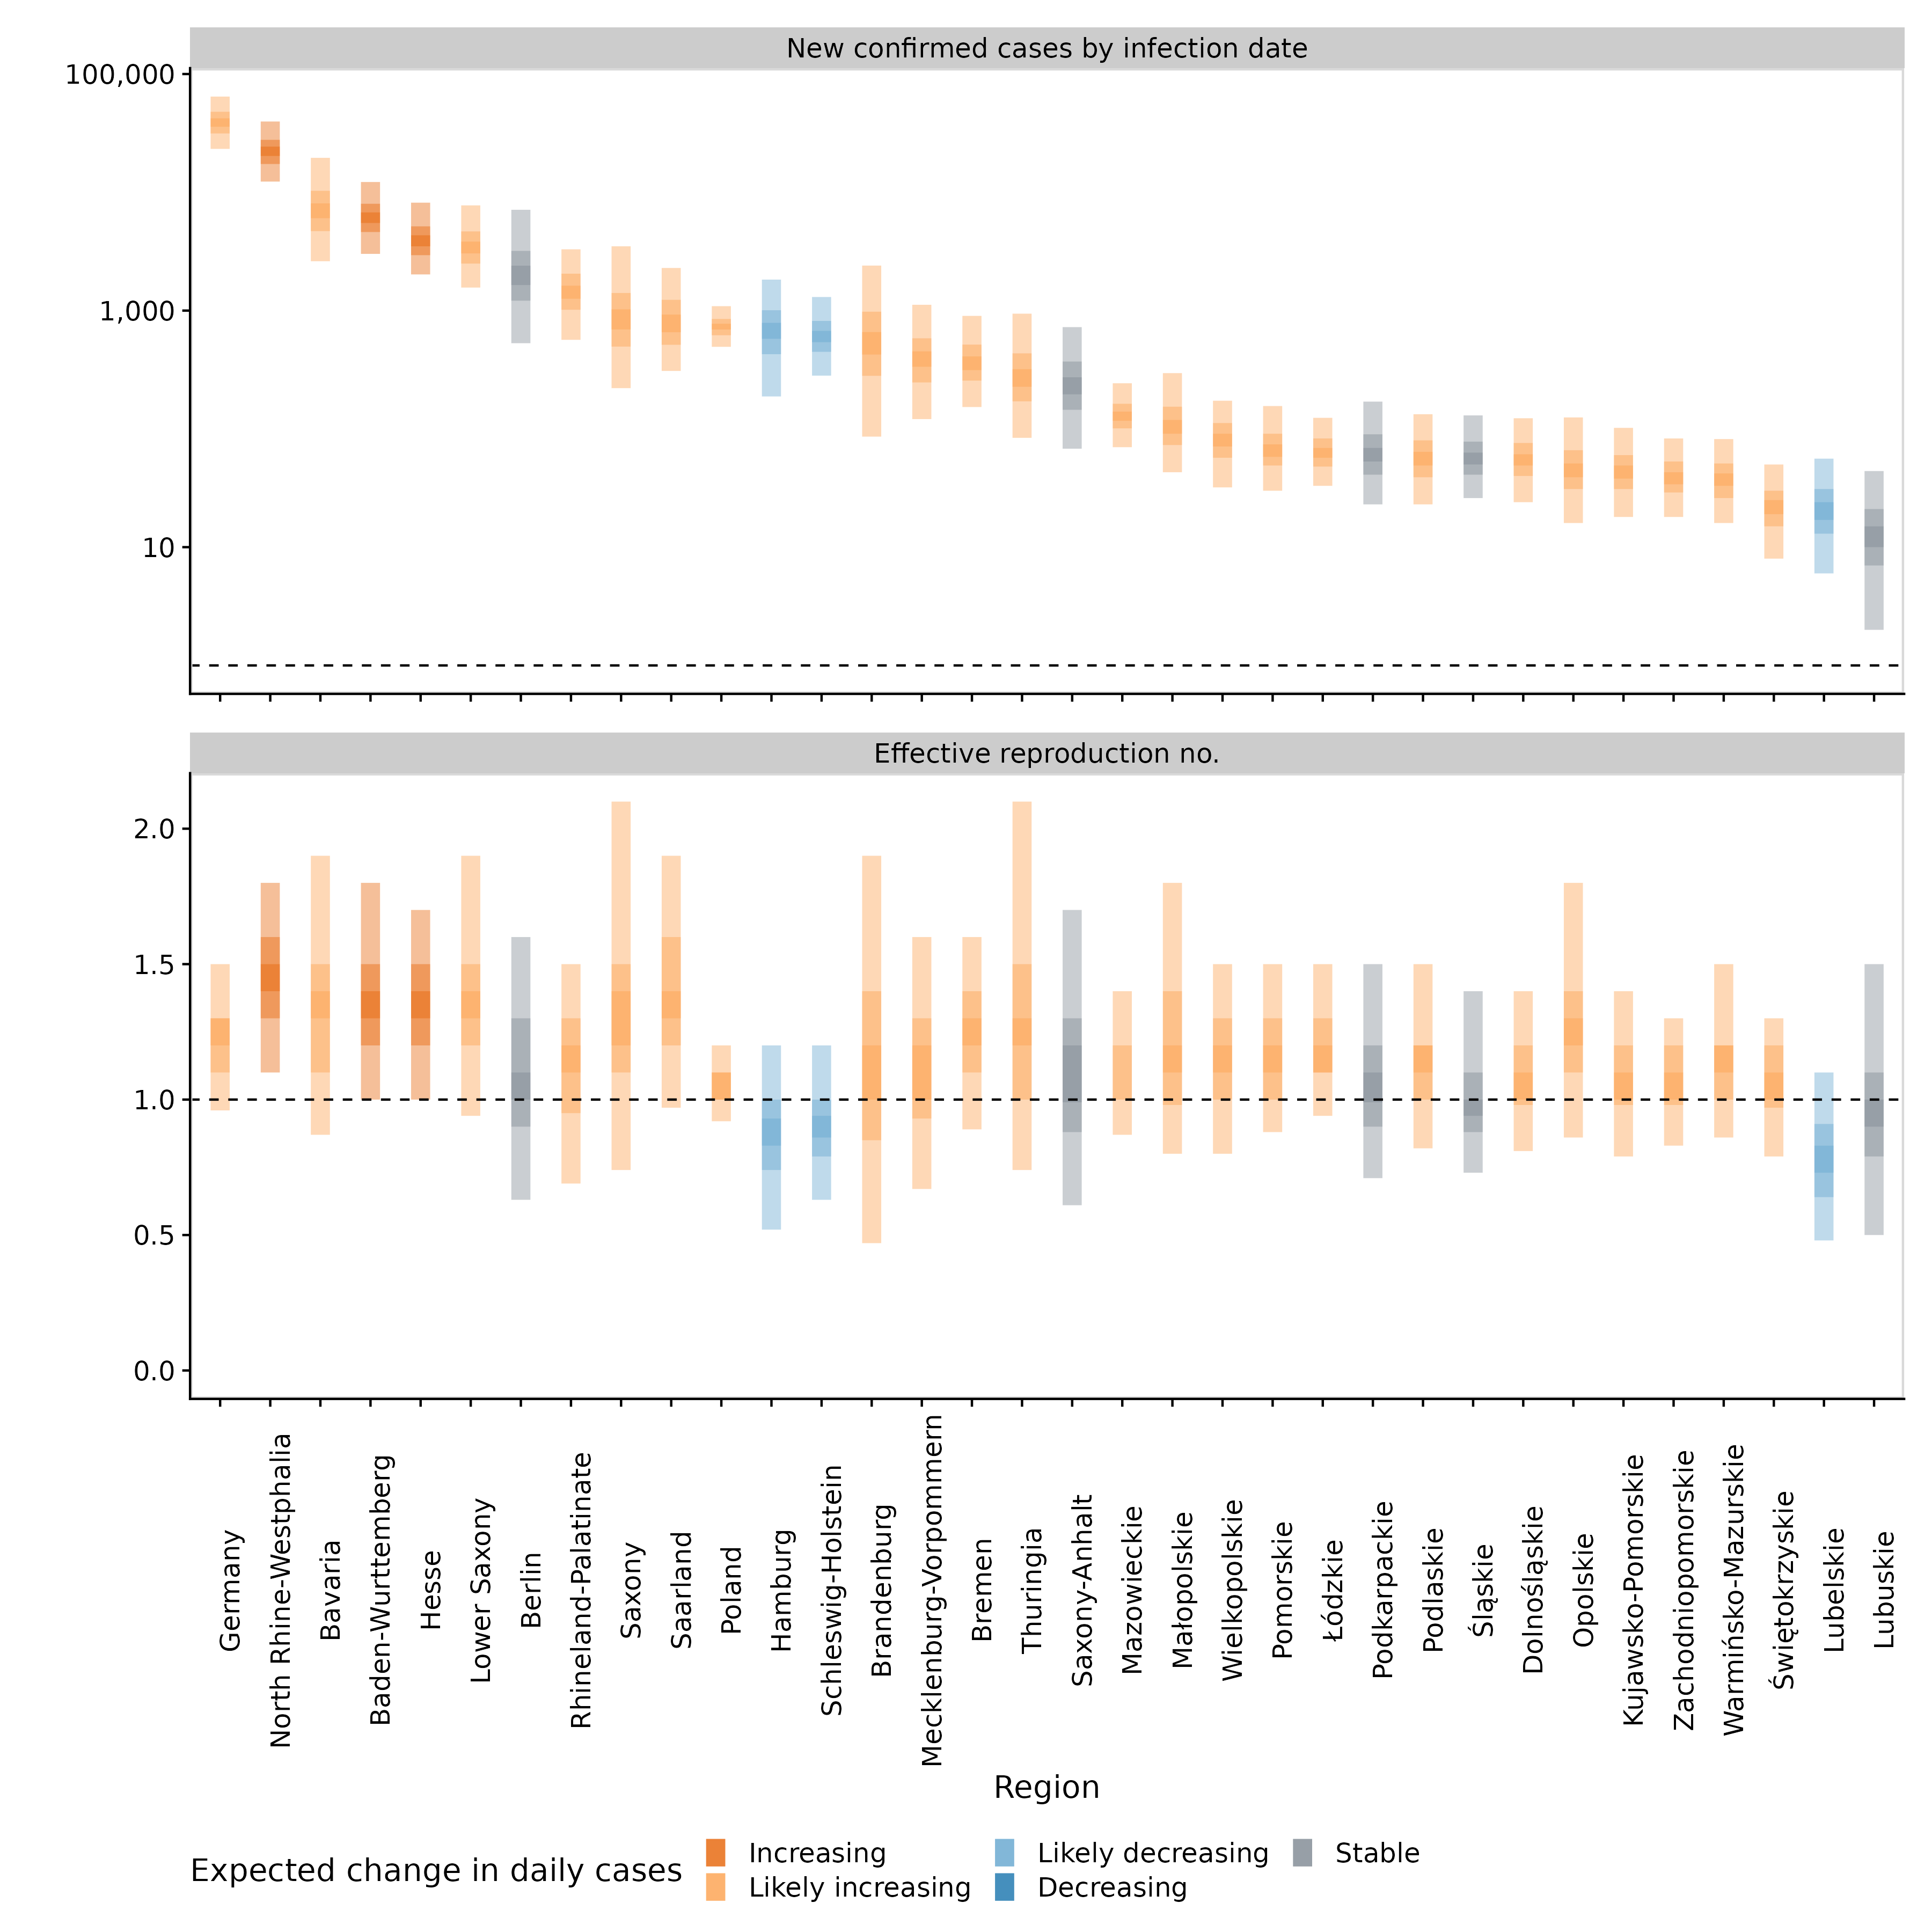 New confirmed cases by infection date
100,000
1,000
10
Effective reproduction no.
2.0
1.5
1.0
0.5
0.0
Germany
North Rhine-Westphalia
Bavaria
Baden-Wurttemberg
Hesse
Lower Saxony
Berlin
Rhineland-Palatinate
Saxony
Saarland
Poland
Hamburg
Schleswig-Holstein
Brandenburg
Mecklenburg-Vorpommern
Bremen
Thuringia
Saxony-Anhalt
Mazowieckie
Małopolskie
Wielkopolskie
Pomorskie
Łódzkie
Podkarpackie
Podlaskie
Śląskie
Dolnośląskie
Opolskie
Kujawsko-Pomorskie
Zachodniopomorskie
Warmińsko-Mazurskie
Świętokrzyskie
Lubelskie
Lubuskie
Region
Expected change in daily cases
Increasing
Likely increasing
Likely decreasing
Decreasing
Stable